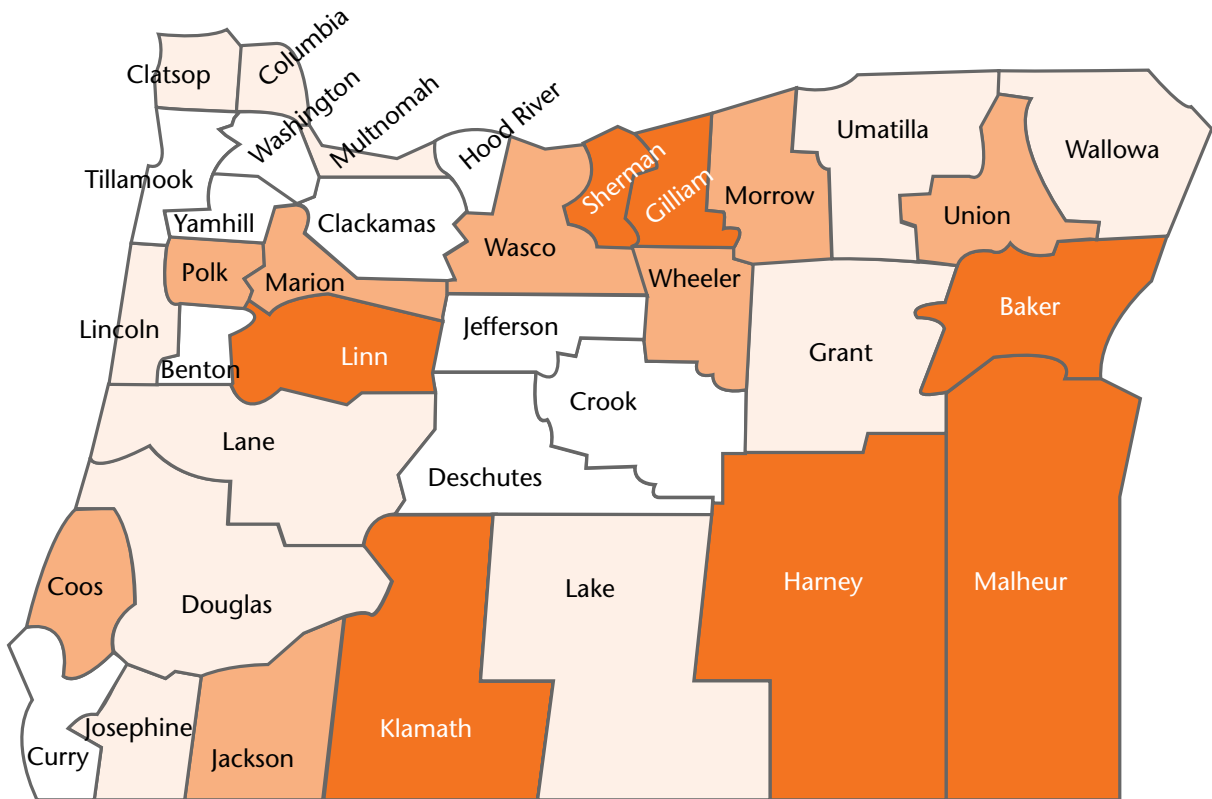 Clatsop
Columbia
Washington
Multnomah
Hood River
Tillamook
Yamhill
Clackamas
Sherman
Gilliam
Morrow
Umatilla
Wallowa
Union
Wasco
Wheeler
Polk
Marion
Lincoln
Benton
Linn
Jefferson
Grant
Baker
Crook
Lane
Deschutes
Coos
Douglas
Lake
Harney
Malheur
Curry
Josephine
Jackson
Klamath